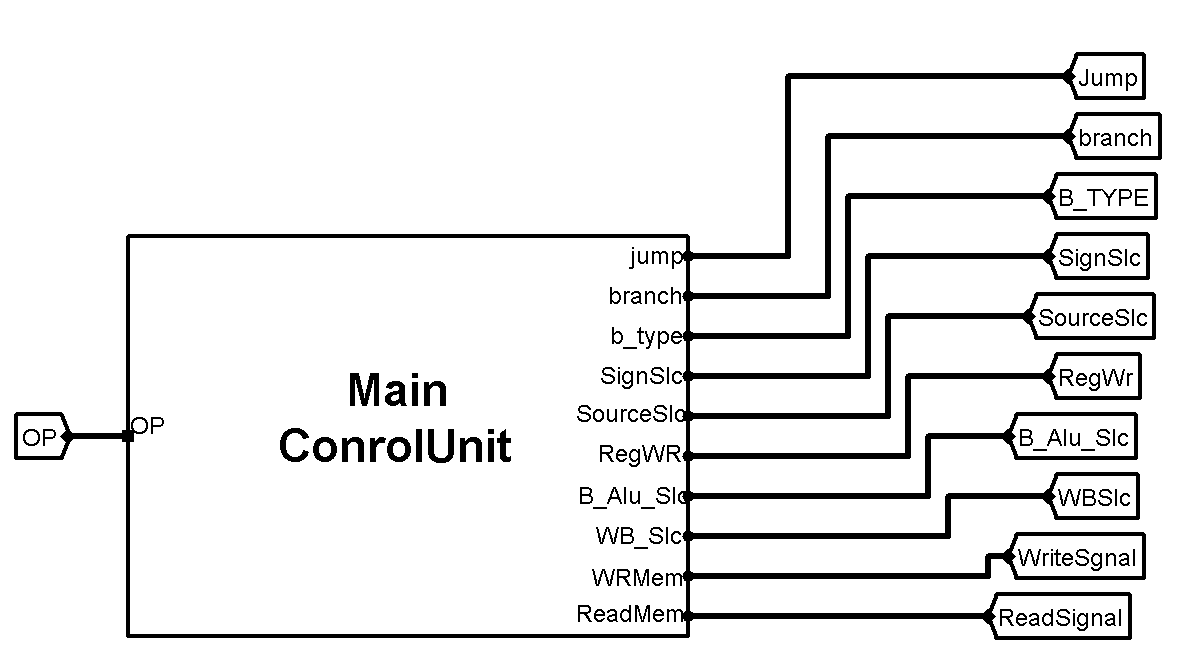 Jump
branch
B_TYPE
SignSlc
SourceSlc
RegWr
B_Alu_Slc
WBSlc
WriteSgnal
ReadSignal
jump
branch
b_type
SignSlc
SourceSlc
RegWR
B_Alu_Slc
WB_Slc
WRMem
ReadMem
Main
ConrolUnit
OP
OP